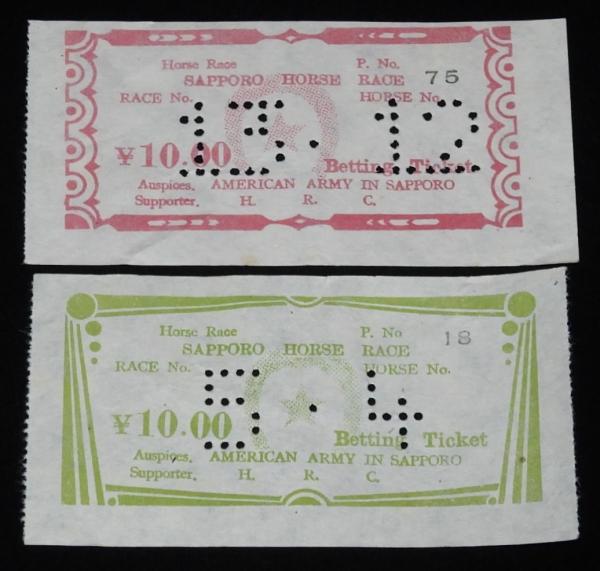 Horse Race P. No. 75
SAPPORO HORSE RACE
RACE No. HORSE No.
12
¥10.00 Betting Ticket
Auspices. AMERICAN ARMY IN SAPPORO
Supporter. H. R. C.
Horse Race P. No 18
SAPPORO HORSE RACE
RACE No. HORSE No.
5 · 4
¥10.00 Betting Ticket
Auspices. AMERICAN ARMY IN SAPPORO
Supporter. H. R. C.